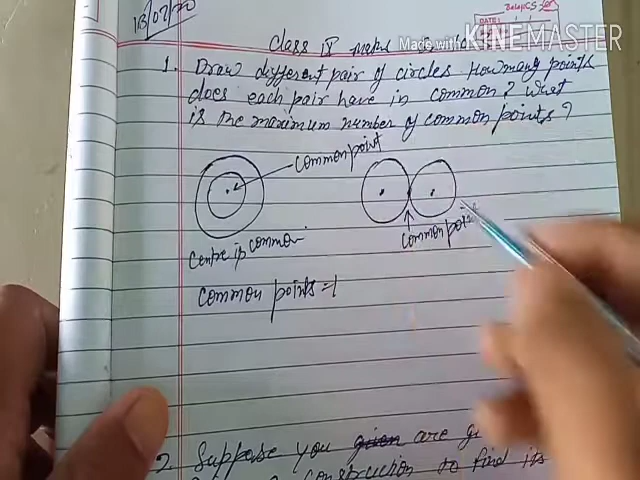 13/07/20
DATE:
Class IX maths
Made with KINEMASTER
1. Draw different pair of circles. How many points
does each pair have in common? What
is the maximum number of common points?
common point
common point
Centre is common
Common points = 1
2. Suppose you given are
construction to find its